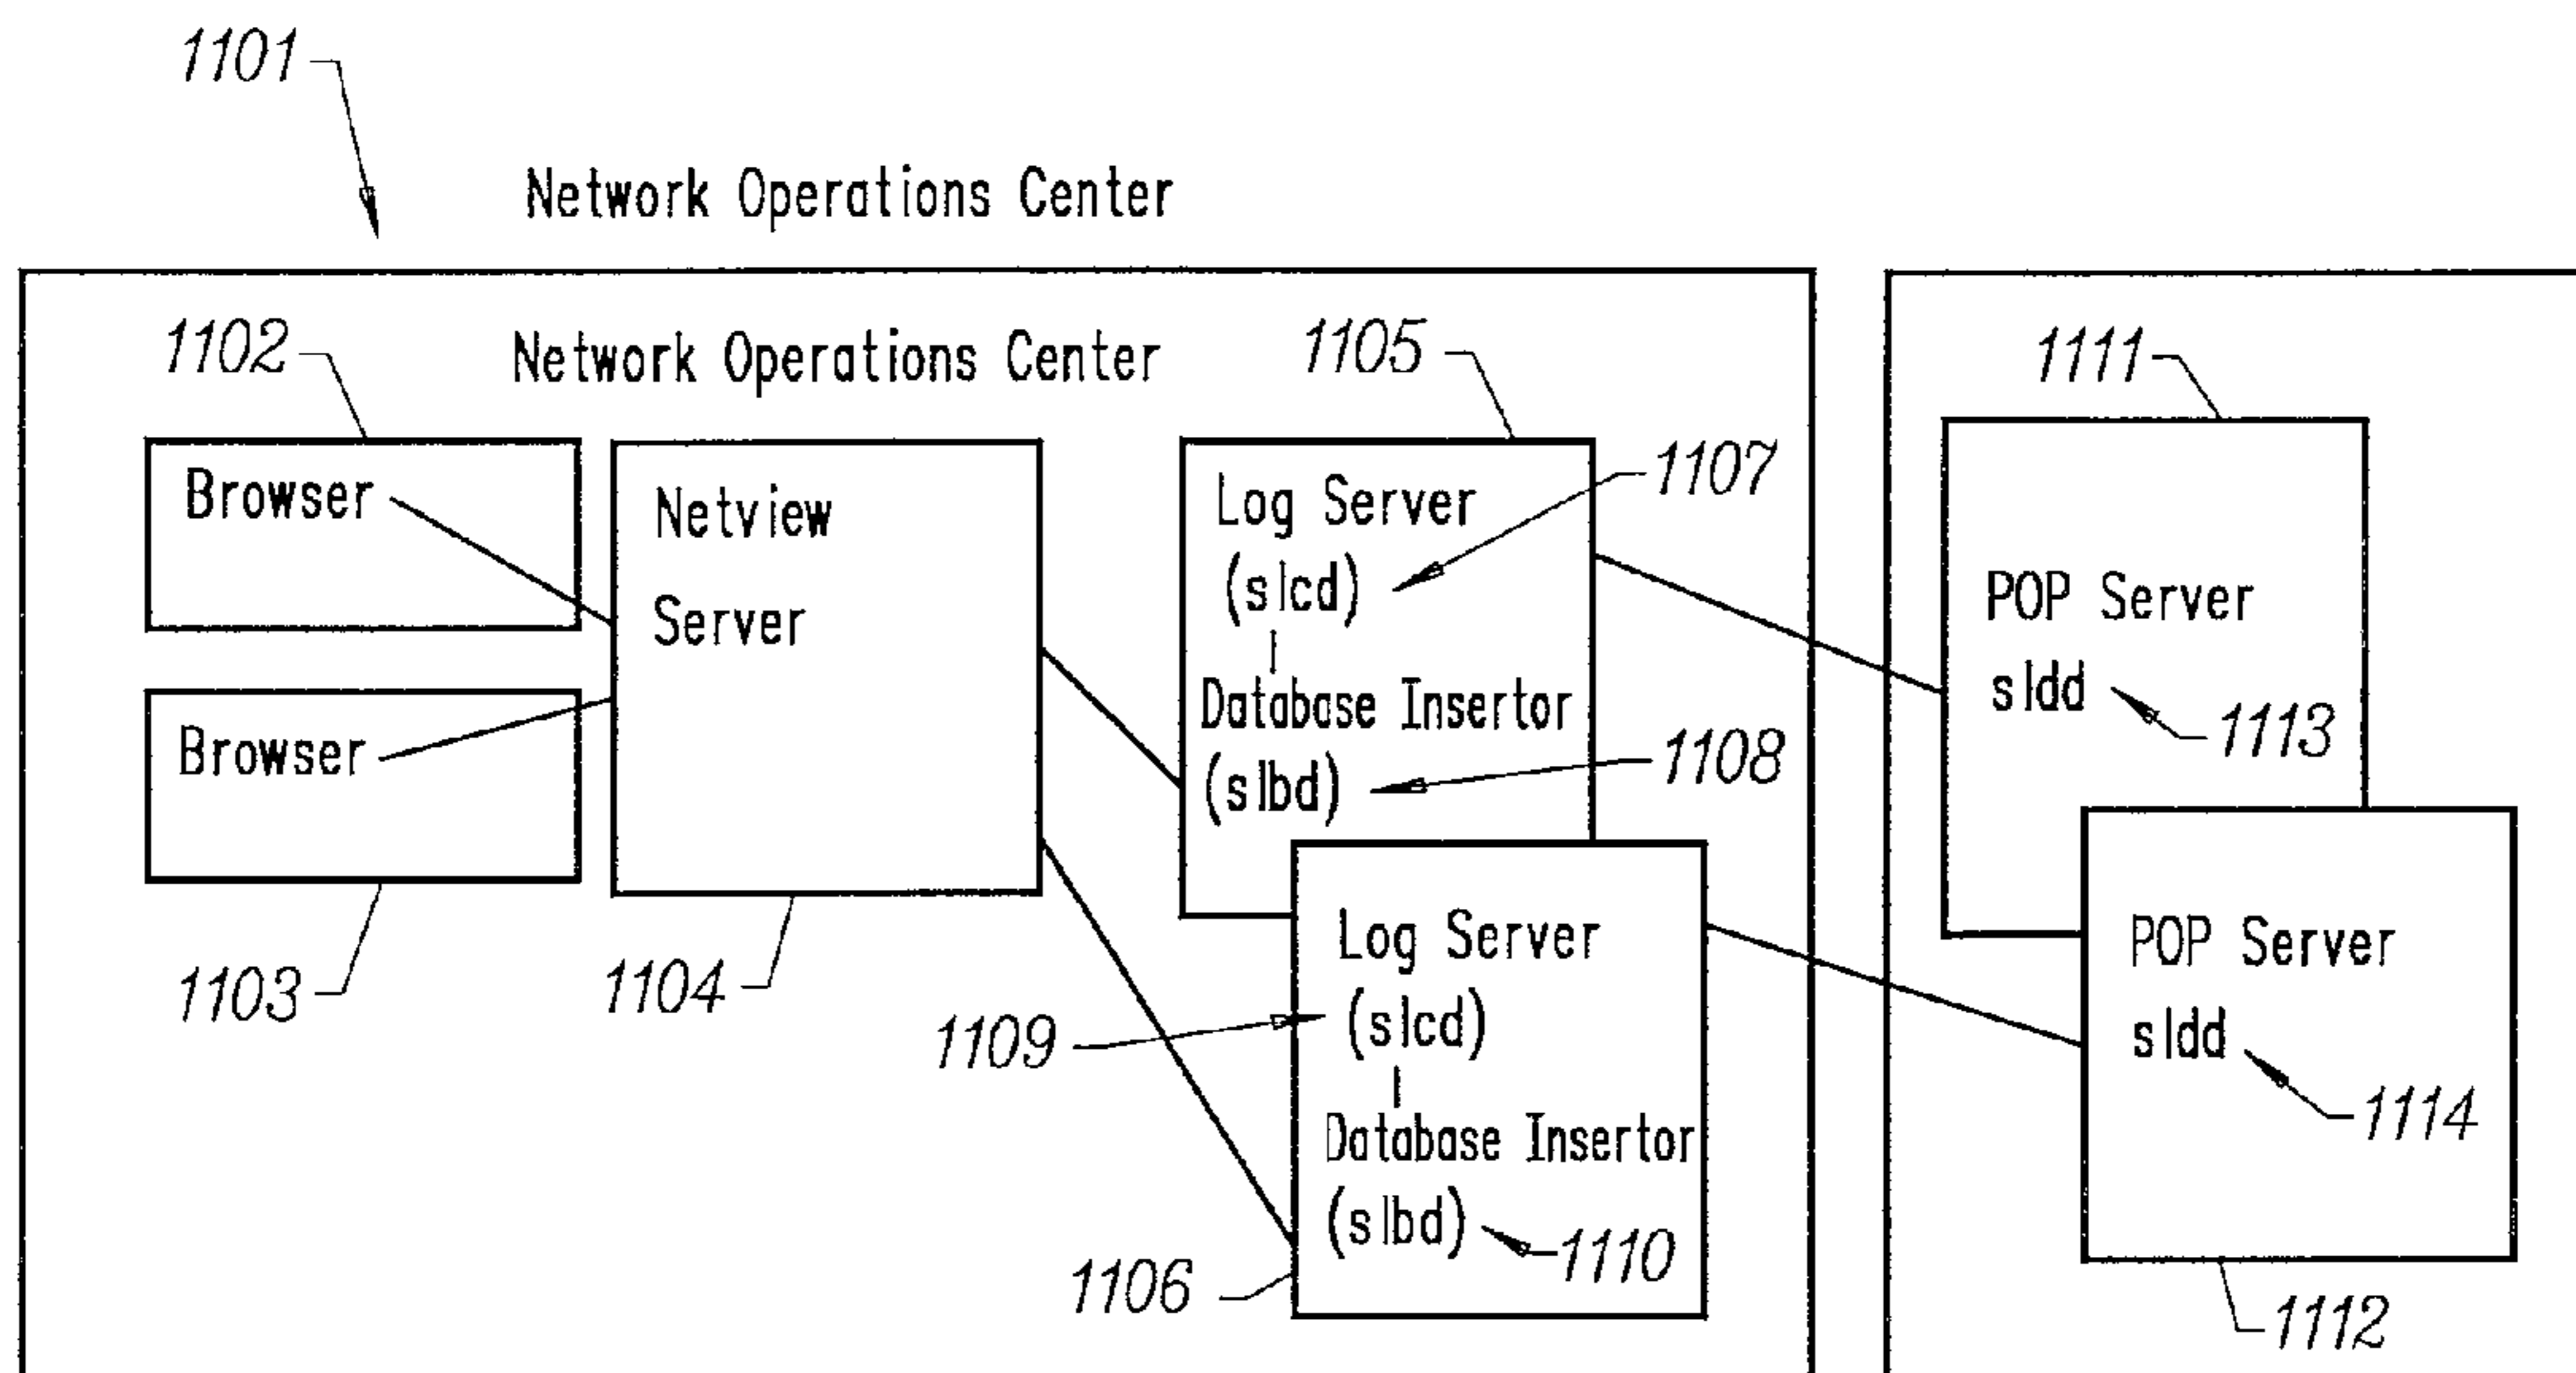 1101
Network Operations Center
1102
Network Operations Center
1105
1111
Browser
Netview
Server
Log Server
(slcd)
1107
Database Insertor
(slbd)
1108
POP Server
sldd
1113
Browser
1103
1104
Log Server
1109
(slcd)
Database Insertor
(slbd)
1110
1106
POP Server
sldd
1114
1112